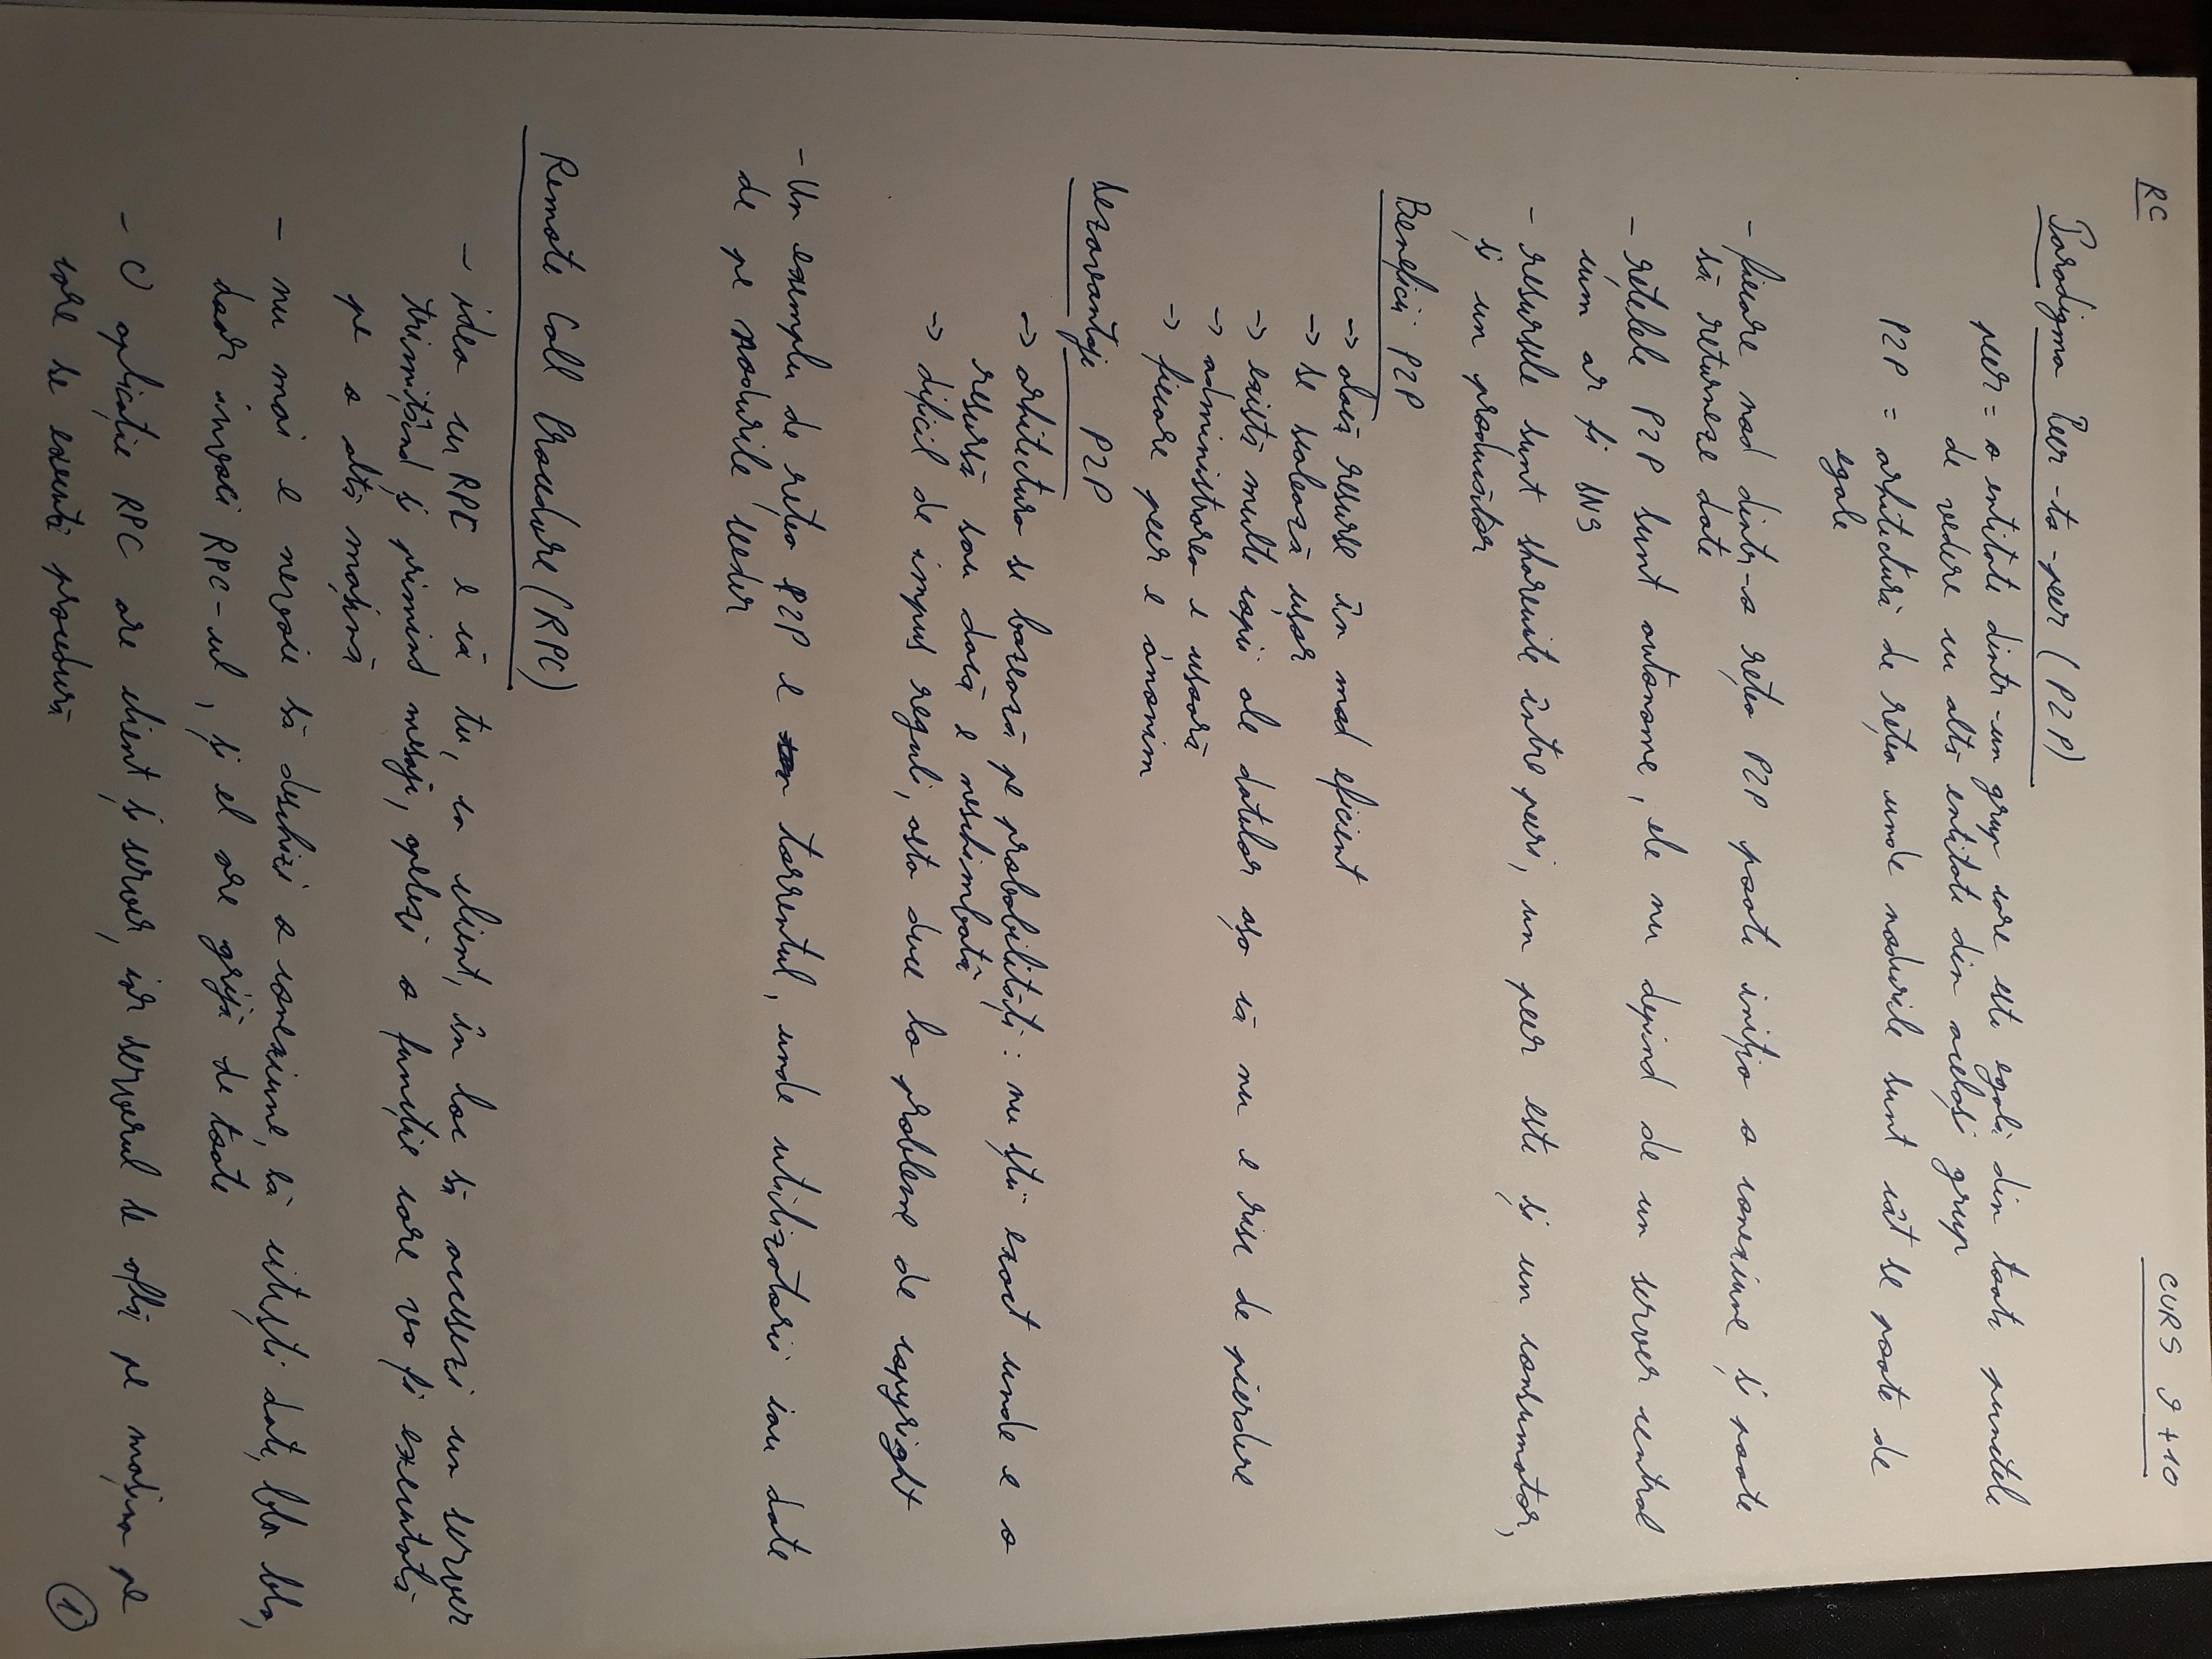 RC
CURS 9+10
Paradigma Peer-to-peer (P2P)
peer = o entitate dintr-un grup care este egală din toate punctele
de vedere cu altă entitate din același grup
P2P = arhitectură de rețea unde nodurile sunt cât se poate de
egale
- fiecare nod dintr-o rețea P2P poate iniția o conexiune și poate
să returneze date
- rețelele P2P sunt autonome, ele nu depind de un server central
cum ar fi DNS
- resursele sunt sharecuite între peeri, un peer este și un consumator,
și un producător
Beneficii P2P
-> alocă resurse în mod eficient
-> se scalează ușor
-> există multe copii ale datelor așa că nu e risc de pierdere
-> administrarea e ușoară
-> fiecare peer e anonim
Dezavantaje P2P
-> arhitectura se bazează pe probabilități: nu știi exact unde e o
resursă sau dacă e neschimbată
-> dificil de impus reguli, asta duce la probleme de copyright
- Un exemplu de rețea P2P e torrentul, unde utilizatorii iau date
de pe nodurile seeder
Remote Call Procedure (RPC)
- idea cu RPC e că tu, ca client, în loc să accesezi un server
trimițând și primind mesaje, apelezi o funcție care va fi executată
pe o altă mașină
- nu mai e nevoie să deschizi o conexiune, să citești date, bla bla,
doar invoci RPC-ul, și el are grijă de toate
- O aplicație RPC are client și server, iar serverul se află pe mașina pe
care se execută procedură
1